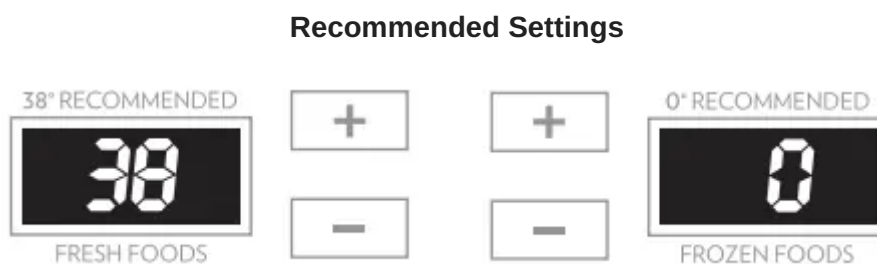 Recommended Settings
38° RECOMMENDED
38
FRESH FOODS
+
−
+
−
0° RECOMMENDED
0
FROZEN FOODS